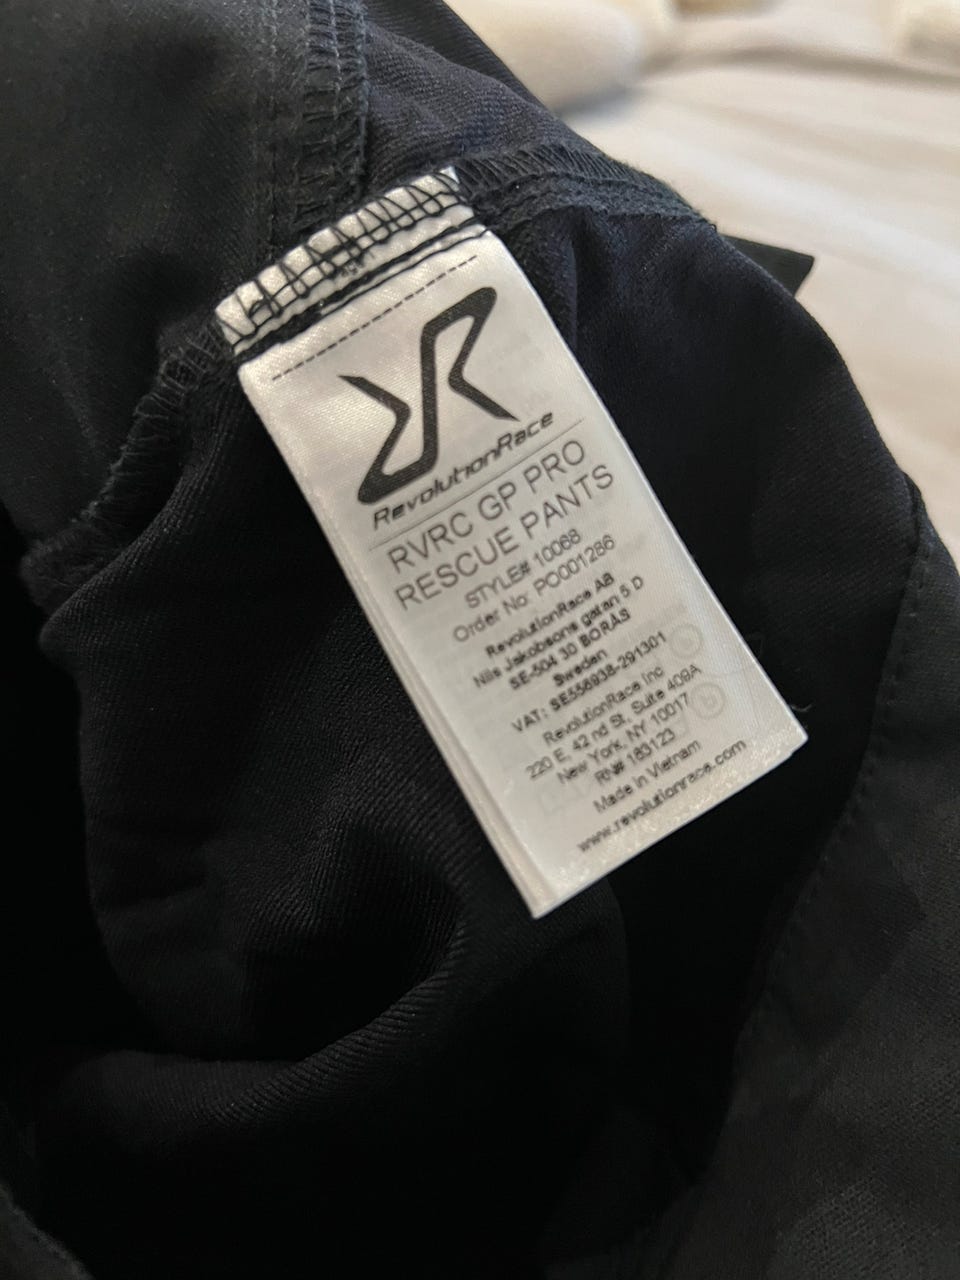 RevolutionRace
RVRC GP PRO
RESCUE PANTS
STYLE# 10068
Order No: PO001286
RevolutionRace AB
Nils Jakobsons gatan 5 D
SE-504 30 BORÅS
Sweden
VAT: SE556938-291301
RevolutionRace Inc
220 E, 42 nd St, Suite 409A
New York, NY 10017
RN# 183123
Made in Vietnam
www.revolutionrace.com